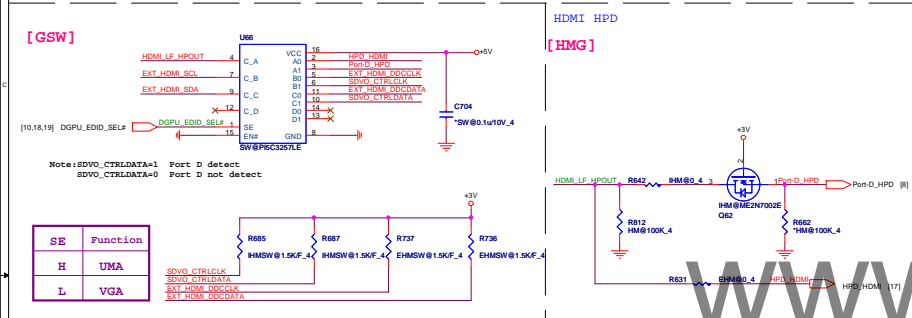 HDMI HPD
[GSW]
[HMG]
U66
HDMI_LF_HPOUT 4 C_A VCC 16 +5V
A0 2 HPD_HDMI
A1 3 Port-D_HPD
EXT_HDMI_SCL 7 C_B B0 5 EXT_HDMI_DDCCLK
B1 6 SDVO_CTRLCLK
EXT_HDMI_SDA 9 C_C C0 11 EXT_HDMI_DDCDATA
C1 10 SDVO_CTRLDATA
12 C_D D0 14
D1 13
[10,18,19] DGPU_EDID_SEL# DGPU_EDID_SEL# 1 SE
15 EN# GND 8
SW@PI5C3257LE
C704
*SW@0.1u/10V_4
Note:SDVO_CTRLDATA=1 Port D detect
SDVO_CTRLDATA=0 Port D not detect
+3V
R685 R687 R737 R736
IHMSW@1.5K/F_4 IHMSW@1.5K/F_4 EHMSW@1.5K/F_4 EHMSW@1.5K/F_4
SDVO_CTRLCLK
SDVO_CTRLDATA
EXT_HDMI_DDCCLK
EXT_HDMI_DDCDATA
SE Function
H UMA
L VGA
+3V
2
HDMI_LF_HPOUT R642 IHM@0_4 3 1 Port-D_HPD Port-D_HPD [8]
IHM@ME2N7002E
Q62
R812
HM@100K_4
R662
*HM@100K_4
R631 EHM@0_4 HPD_HDMI HPD_HDMI [17]
C
WWW